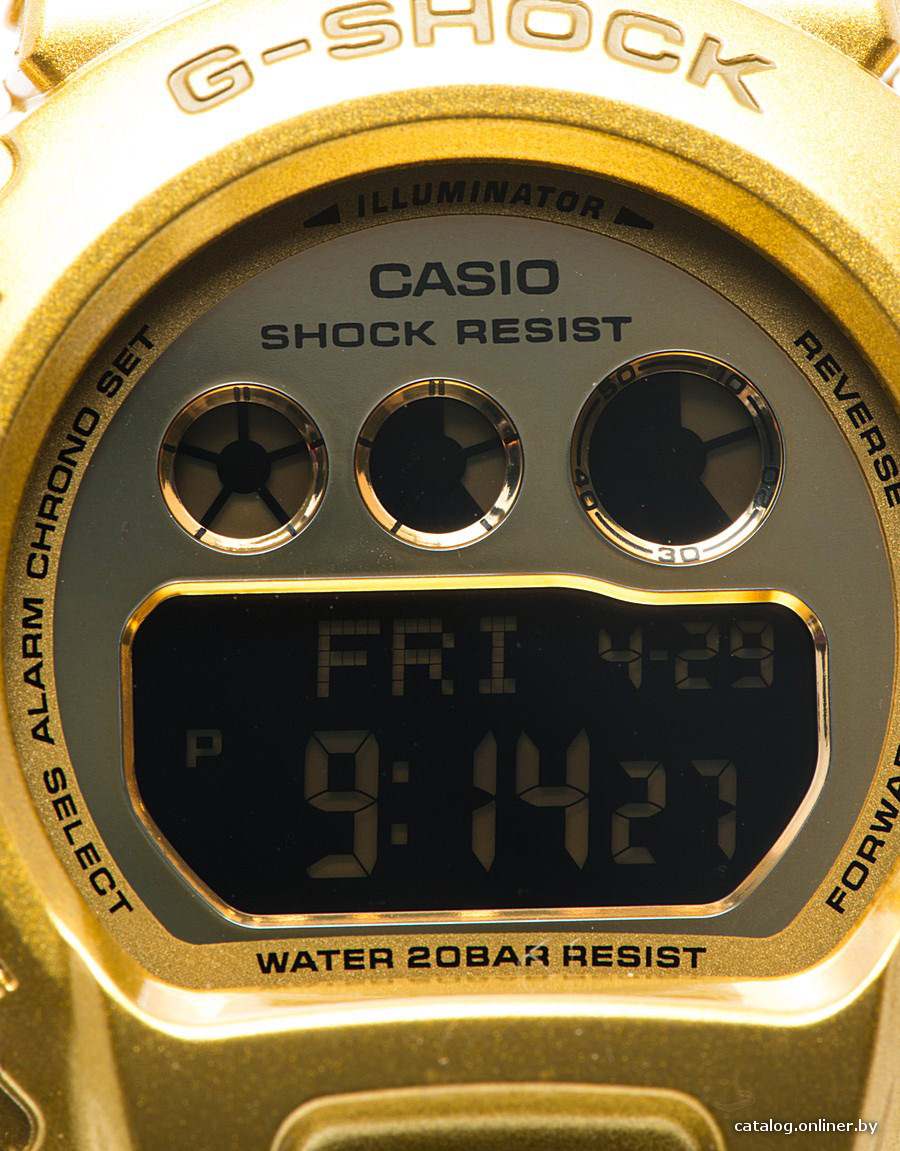 G-SHOCK
ILLUMINATOR
CASIO
SHOCK RESIST
ALARM CHRONO SET
REVERSE
50 10
40 20
30
FRI 4-29
P 9:14 27
SELECT
FORWAR
WATER 20BAR RESIST
catalog.onliner.by